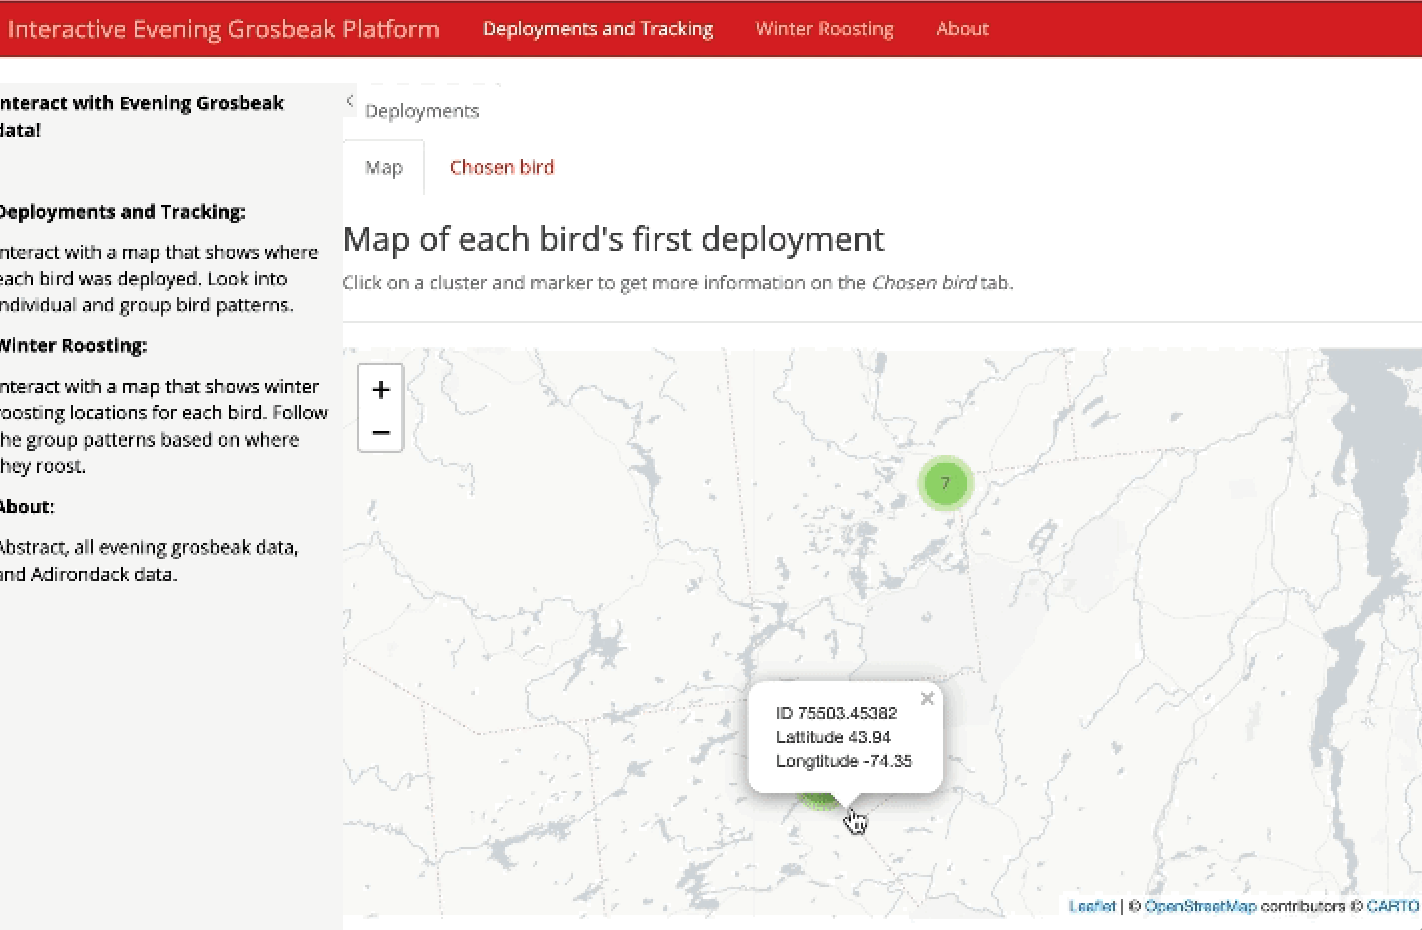 Interactive Evening Grosbeak Platform Deployments and Tracking Winter Roosting About
nteract with Evening Grosbeak
data!
Deployments and Tracking:
nteract with a map that shows where
each bird was deployed. Look into
individual and group bird patterns.
Winter Roosting:
nteract with a map that shows winter
roosting locations for each bird. Follow
the group patterns based on where
they roost.
About:
Abstract, all evening grosbeak data,
and Adirondack data.
Deployments
Map Chosen bird
Map of each bird's first deployment
Click on a cluster and marker to get more information on the Chosen bird tab.
+
−
7
ID 75503.45382
Lattitude 43.94
Longtitude -74.35
×
Leaflet | © OpenStreetMap contributors © CARTO